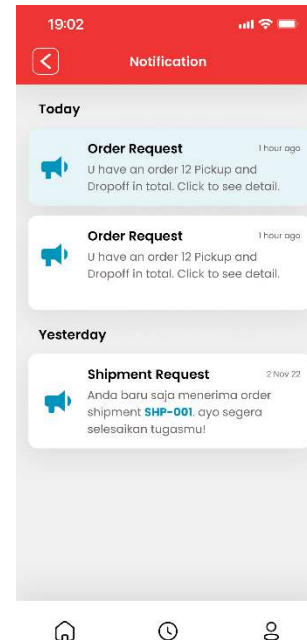 19:02
Notification
Today
Order Request 1 hour ago
U have an order 12 Pickup and
Dropoff in total. Click to see detail.
Order Request 1 hour ago
U have an order 12 Pickup and
Dropoff in total. Click to see detail.
Yesterday
Shipment Request 2 Nov 22
Anda baru saja menerima order
shipment SHP-001. ayo segera
selesaikan tugasmu!